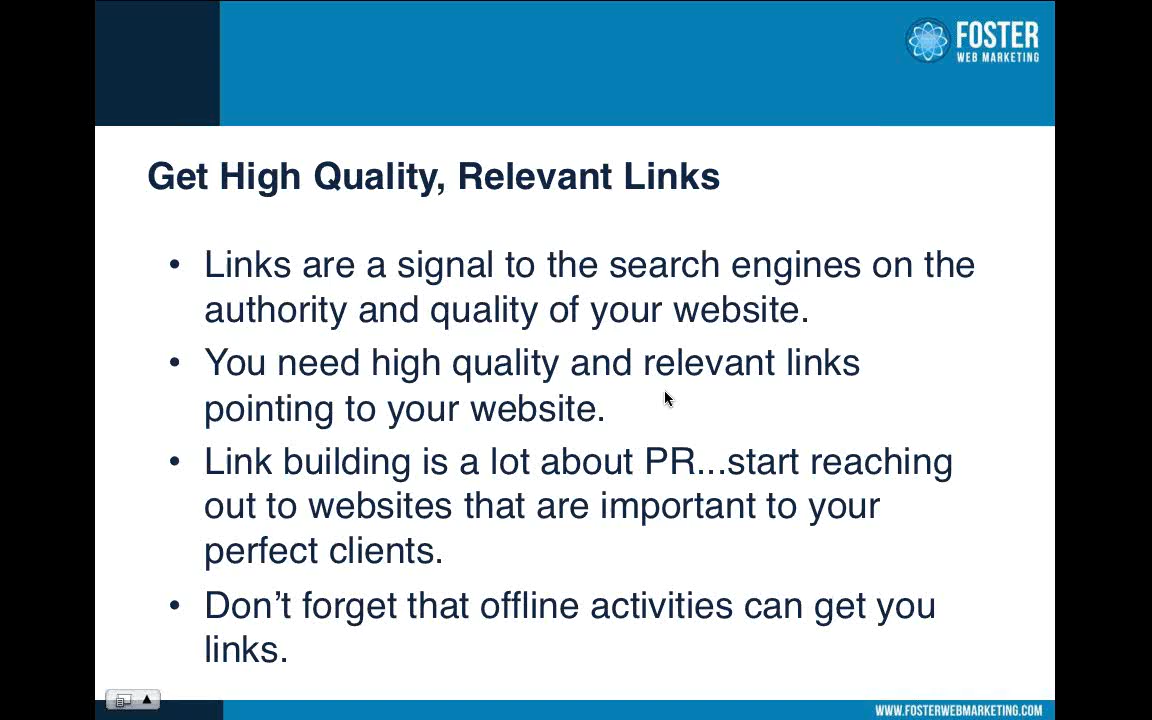 FOSTER
WEB MARKETING
Get High Quality, Relevant Links
• Links are a signal to the search engines on the
authority and quality of your website.
• You need high quality and relevant links
pointing to your website.
• Link building is a lot about PR...start reaching
out to websites that are important to your
perfect clients.
• Don’t forget that offline activities can get you
links.
WWW.FOSTERWEBMARKETING.COM